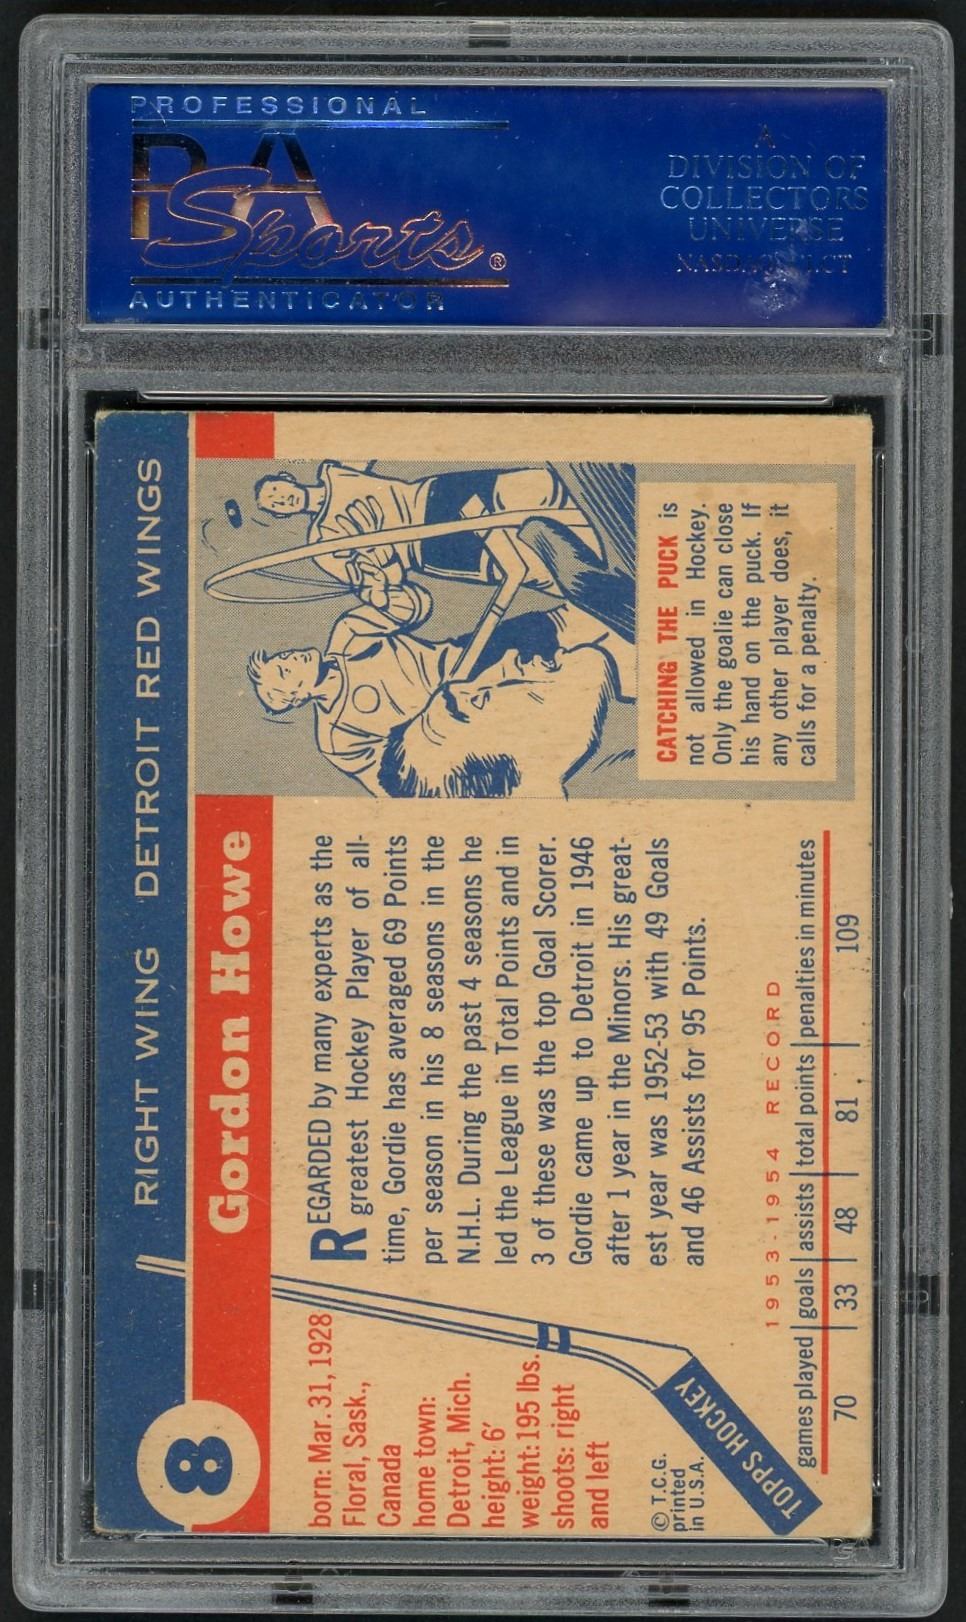 PROFESSIONAL
PSA
Sports®
AUTHENTICATOR
A
DIVISION OF
COLLECTORS
UNIVERSE
8
RIGHT WING DETROIT RED WINGS
Gordon Howe
born: Mar. 31, 1928
Floral, Sask.,
Canada
home town:
Detroit, Mich.
height: 6'
weight: 195 lbs.
shoots: right
and left
© T.C.G.
printed
in U.S.A.
TOPPS HOCKEY
REGARDED by many experts as the
greatest Hockey Player of all-
time, Gordie has averaged 69 Points
per season in his 8 seasons in the
N.H.L. During the past 4 seasons he
led the League in Total Points and in
3 of these was the top Goal Scorer.
Gordie came up to Detroit in 1946
after 1 year in the Minors. His great-
est year was 1952-53 with 49 Goals
and 46 Assists for 95 Points.
CATCHING THE PUCK is
not allowed in Hockey.
Only the goalie can close
his hand on the puck. If
any other player does, it
calls for a penalty.
1953-1954 RECORD
games played goals assists total points penalties in minutes
70 33 48 81 109